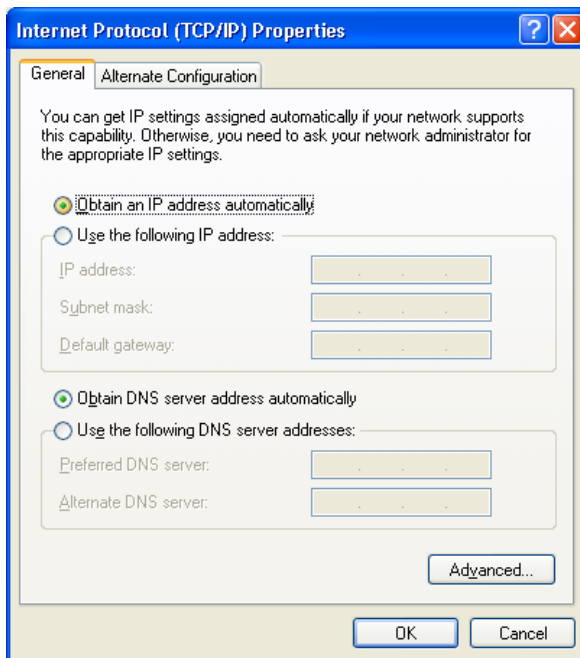 Internet Protocol (TCP/IP) Properties
General
Alternate Configuration
You can get IP settings assigned automatically if your network supports
this capability. Otherwise, you need to ask your network administrator for
the appropriate IP settings.
Obtain an IP address automatically
Use the following IP address:
IP address:
Subnet mask:
Default gateway:
Obtain DNS server address automatically
Use the following DNS server addresses:
Preferred DNS server:
Alternate DNS server:
Advanced...
OK
Cancel